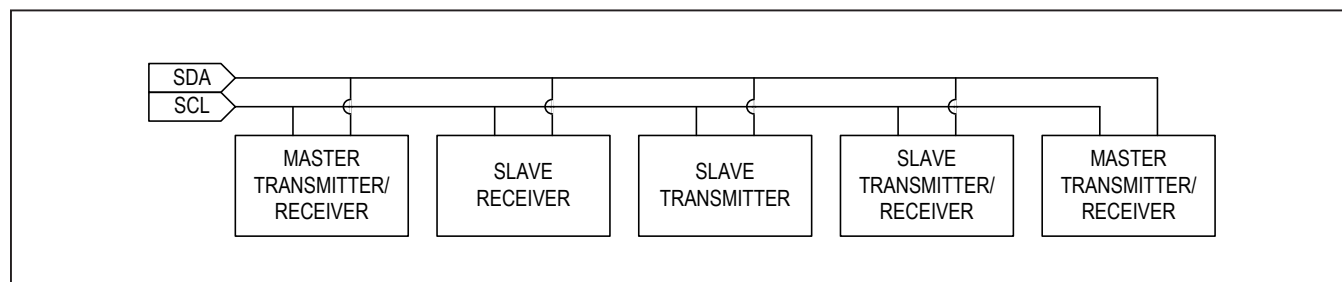 SDA
SCL
MASTER
TRANSMITTER/
RECEIVER
SLAVE
RECEIVER
SLAVE
TRANSMITTER
SLAVE
TRANSMITTER/
RECEIVER
MASTER
TRANSMITTER/
RECEIVER